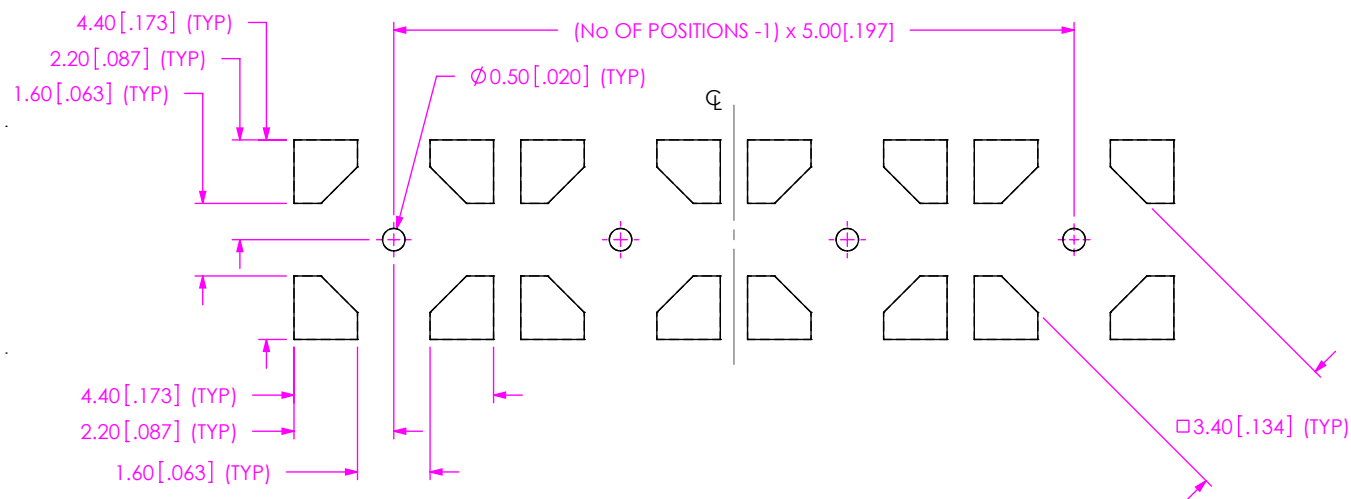 4.40[.173] (TYP)
(No OF POSITIONS -1) x 5.00[.197]
2.20[.087] (TYP)
∅0.50[.020] (TYP)
1.60[.063] (TYP)
℄
4.40[.173] (TYP)
□3.40[.134] (TYP)
2.20[.087] (TYP)
1.60[.063] (TYP)